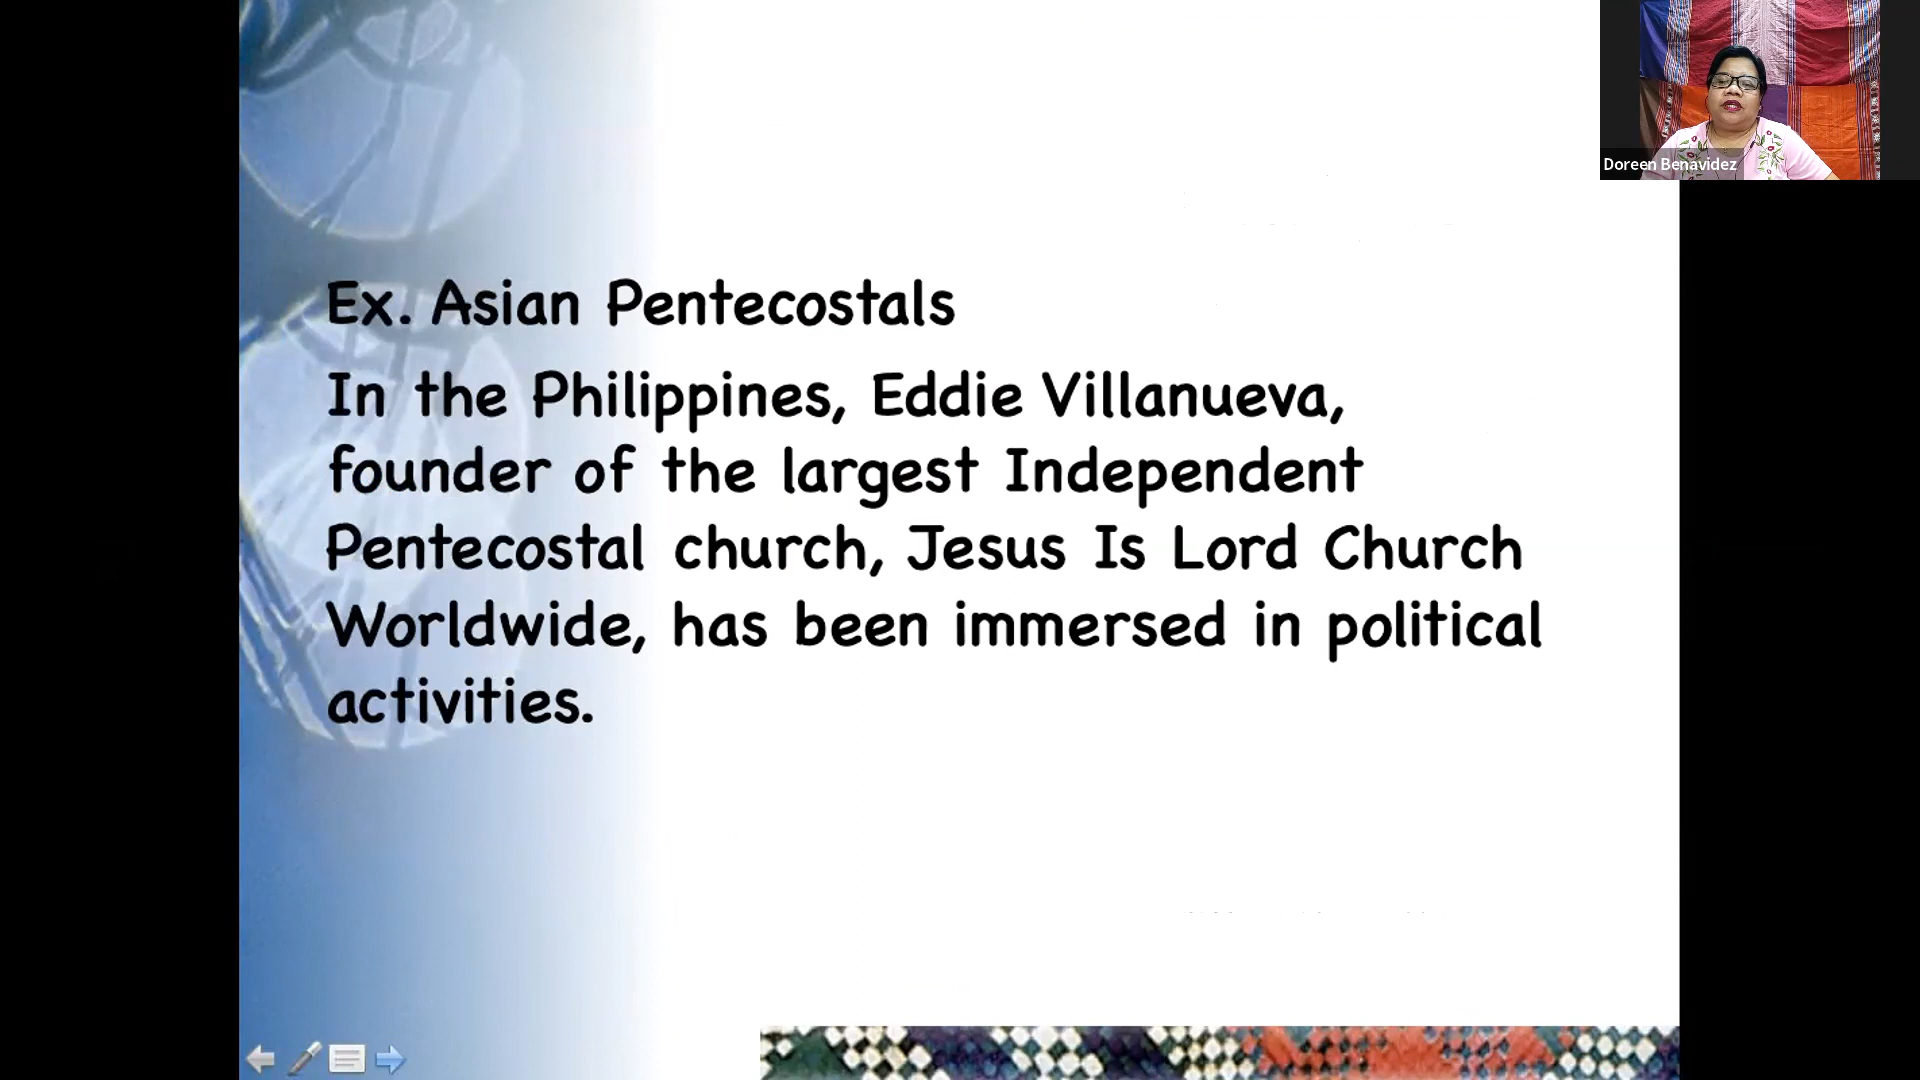 Doreen Benavidez
Ex. Asian Pentecostals
In the Philippines, Eddie Villanueva,
founder of the largest Independent
Pentecostal church, Jesus Is Lord Church
Worldwide, has been immersed in political
activities.